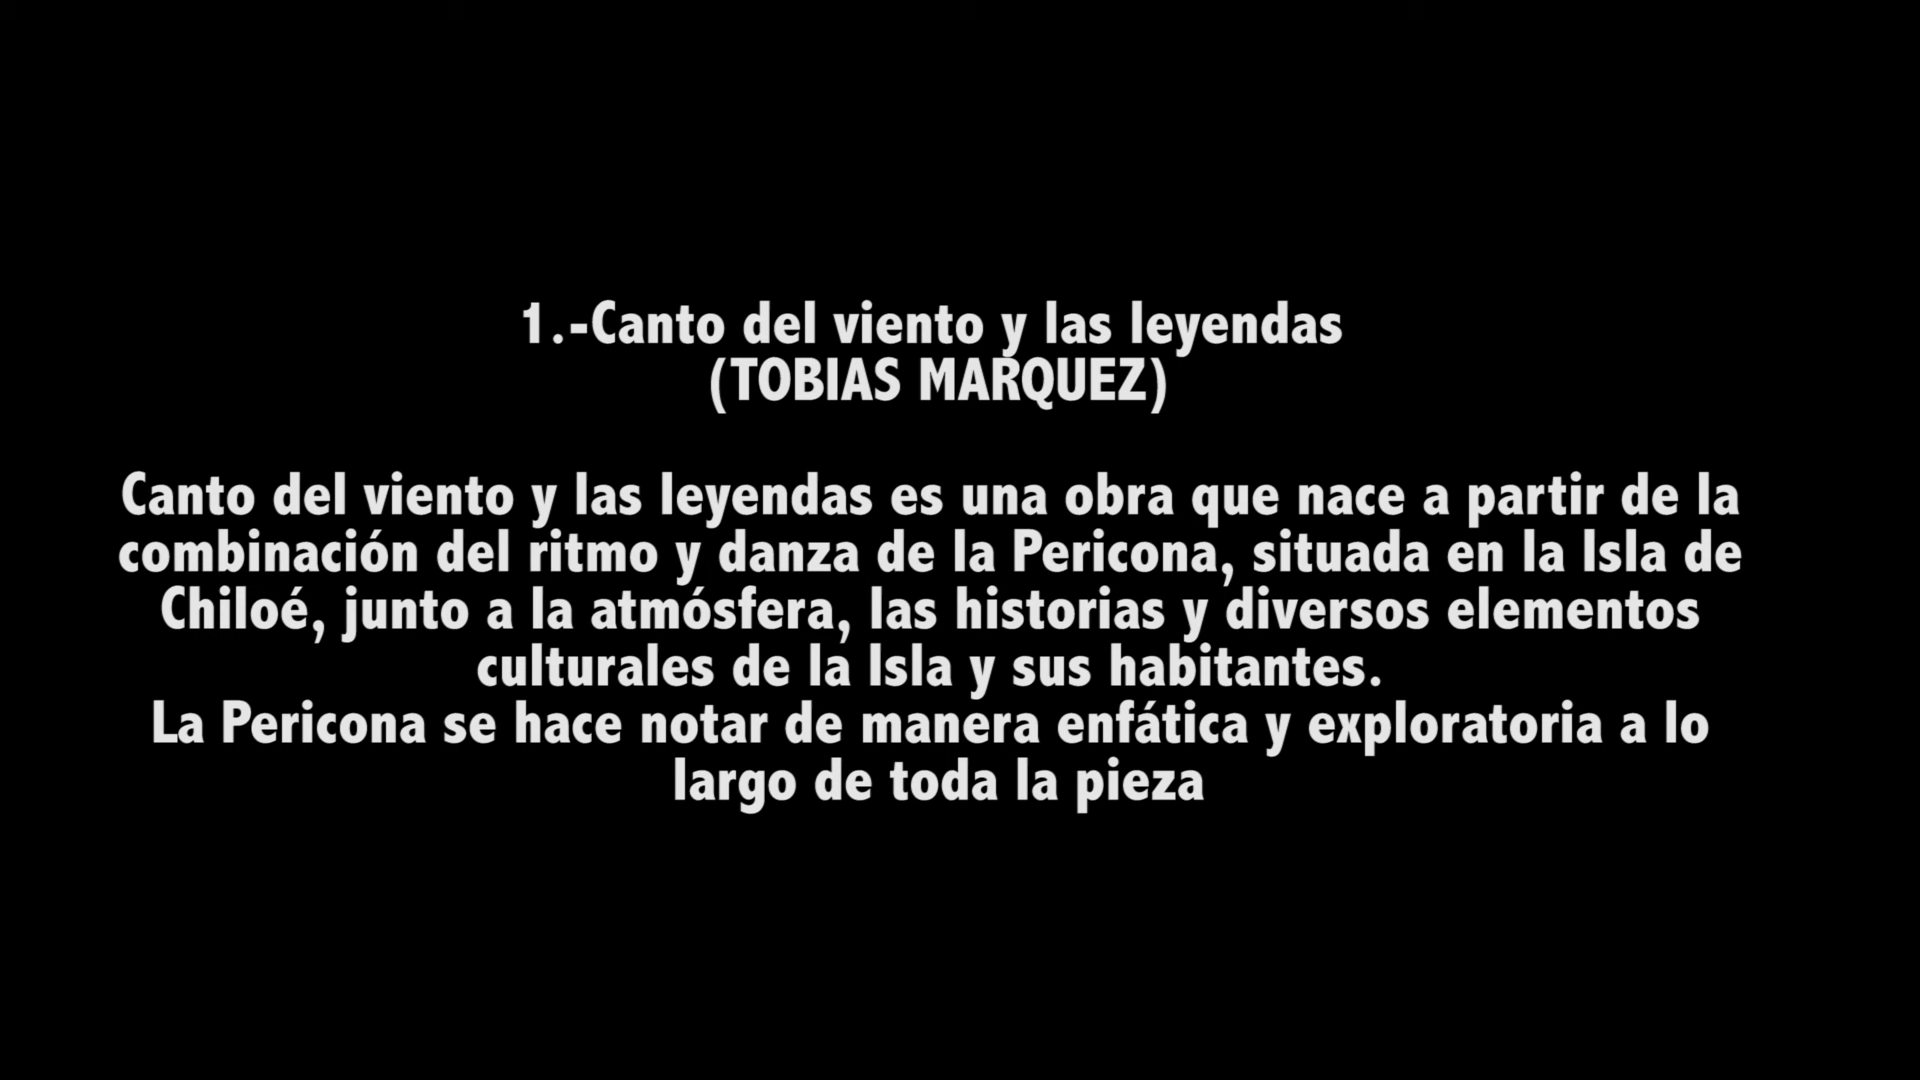 1.-Canto del viento y las leyendas
(TOBIAS MARQUEZ)
Canto del viento y las leyendas es una obra que nace a partir de la
combinación del ritmo y danza de la Pericona, situada en la Isla de
Chiloé, junto a la atmósfera, las historias y diversos elementos
culturales de la Isla y sus habitantes.
La Pericona se hace notar de manera enfática y exploratoria a lo
largo de toda la pieza